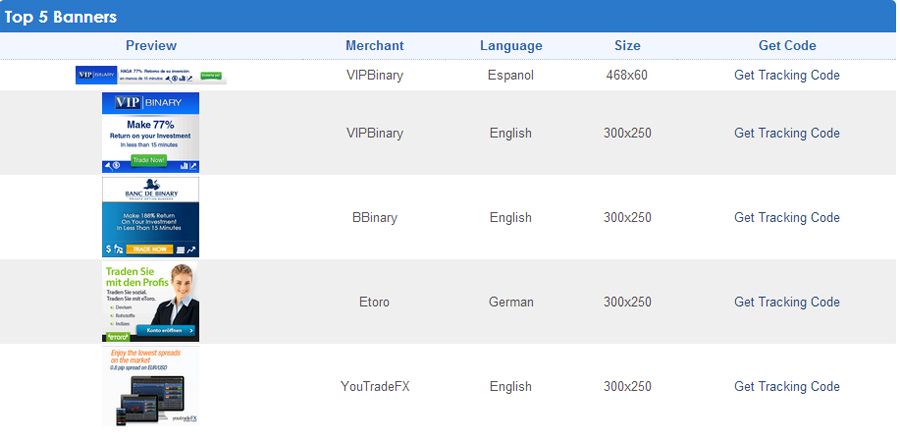 Top 5 Banners
Preview Merchant Language Size Get Code
VIP BINARY HAGA 77% Retorno de su inversión
en menos de 15 minutos
VIPBinary Espanol 468x60 Get Tracking Code
VIP BINARY
Make 77%
Return on your Investment
In less than 15 minutes
Trade Now!
VIPBinary English 300x250 Get Tracking Code
BANC DE BINARY
PRIVATE OPTION BANKERS
Make 188% Return
On Your Investment
In Less Than 15 Minutes
TRADE NOW
BBinary English 300x250 Get Tracking Code
Traden Sie
mit den Profis
Traden Sie sozial.
Traden Sie mit eToro.
Devisen
Rohstoffe
Indizes
Konto eröffnen
eToro
Etoro German 300x250 Get Tracking Code
Enjoy the lowest spreads
on the market
0.8 pip spread on EUR/USD
youtradeFX
YouTradeFX English 300x250 Get Tracking Code